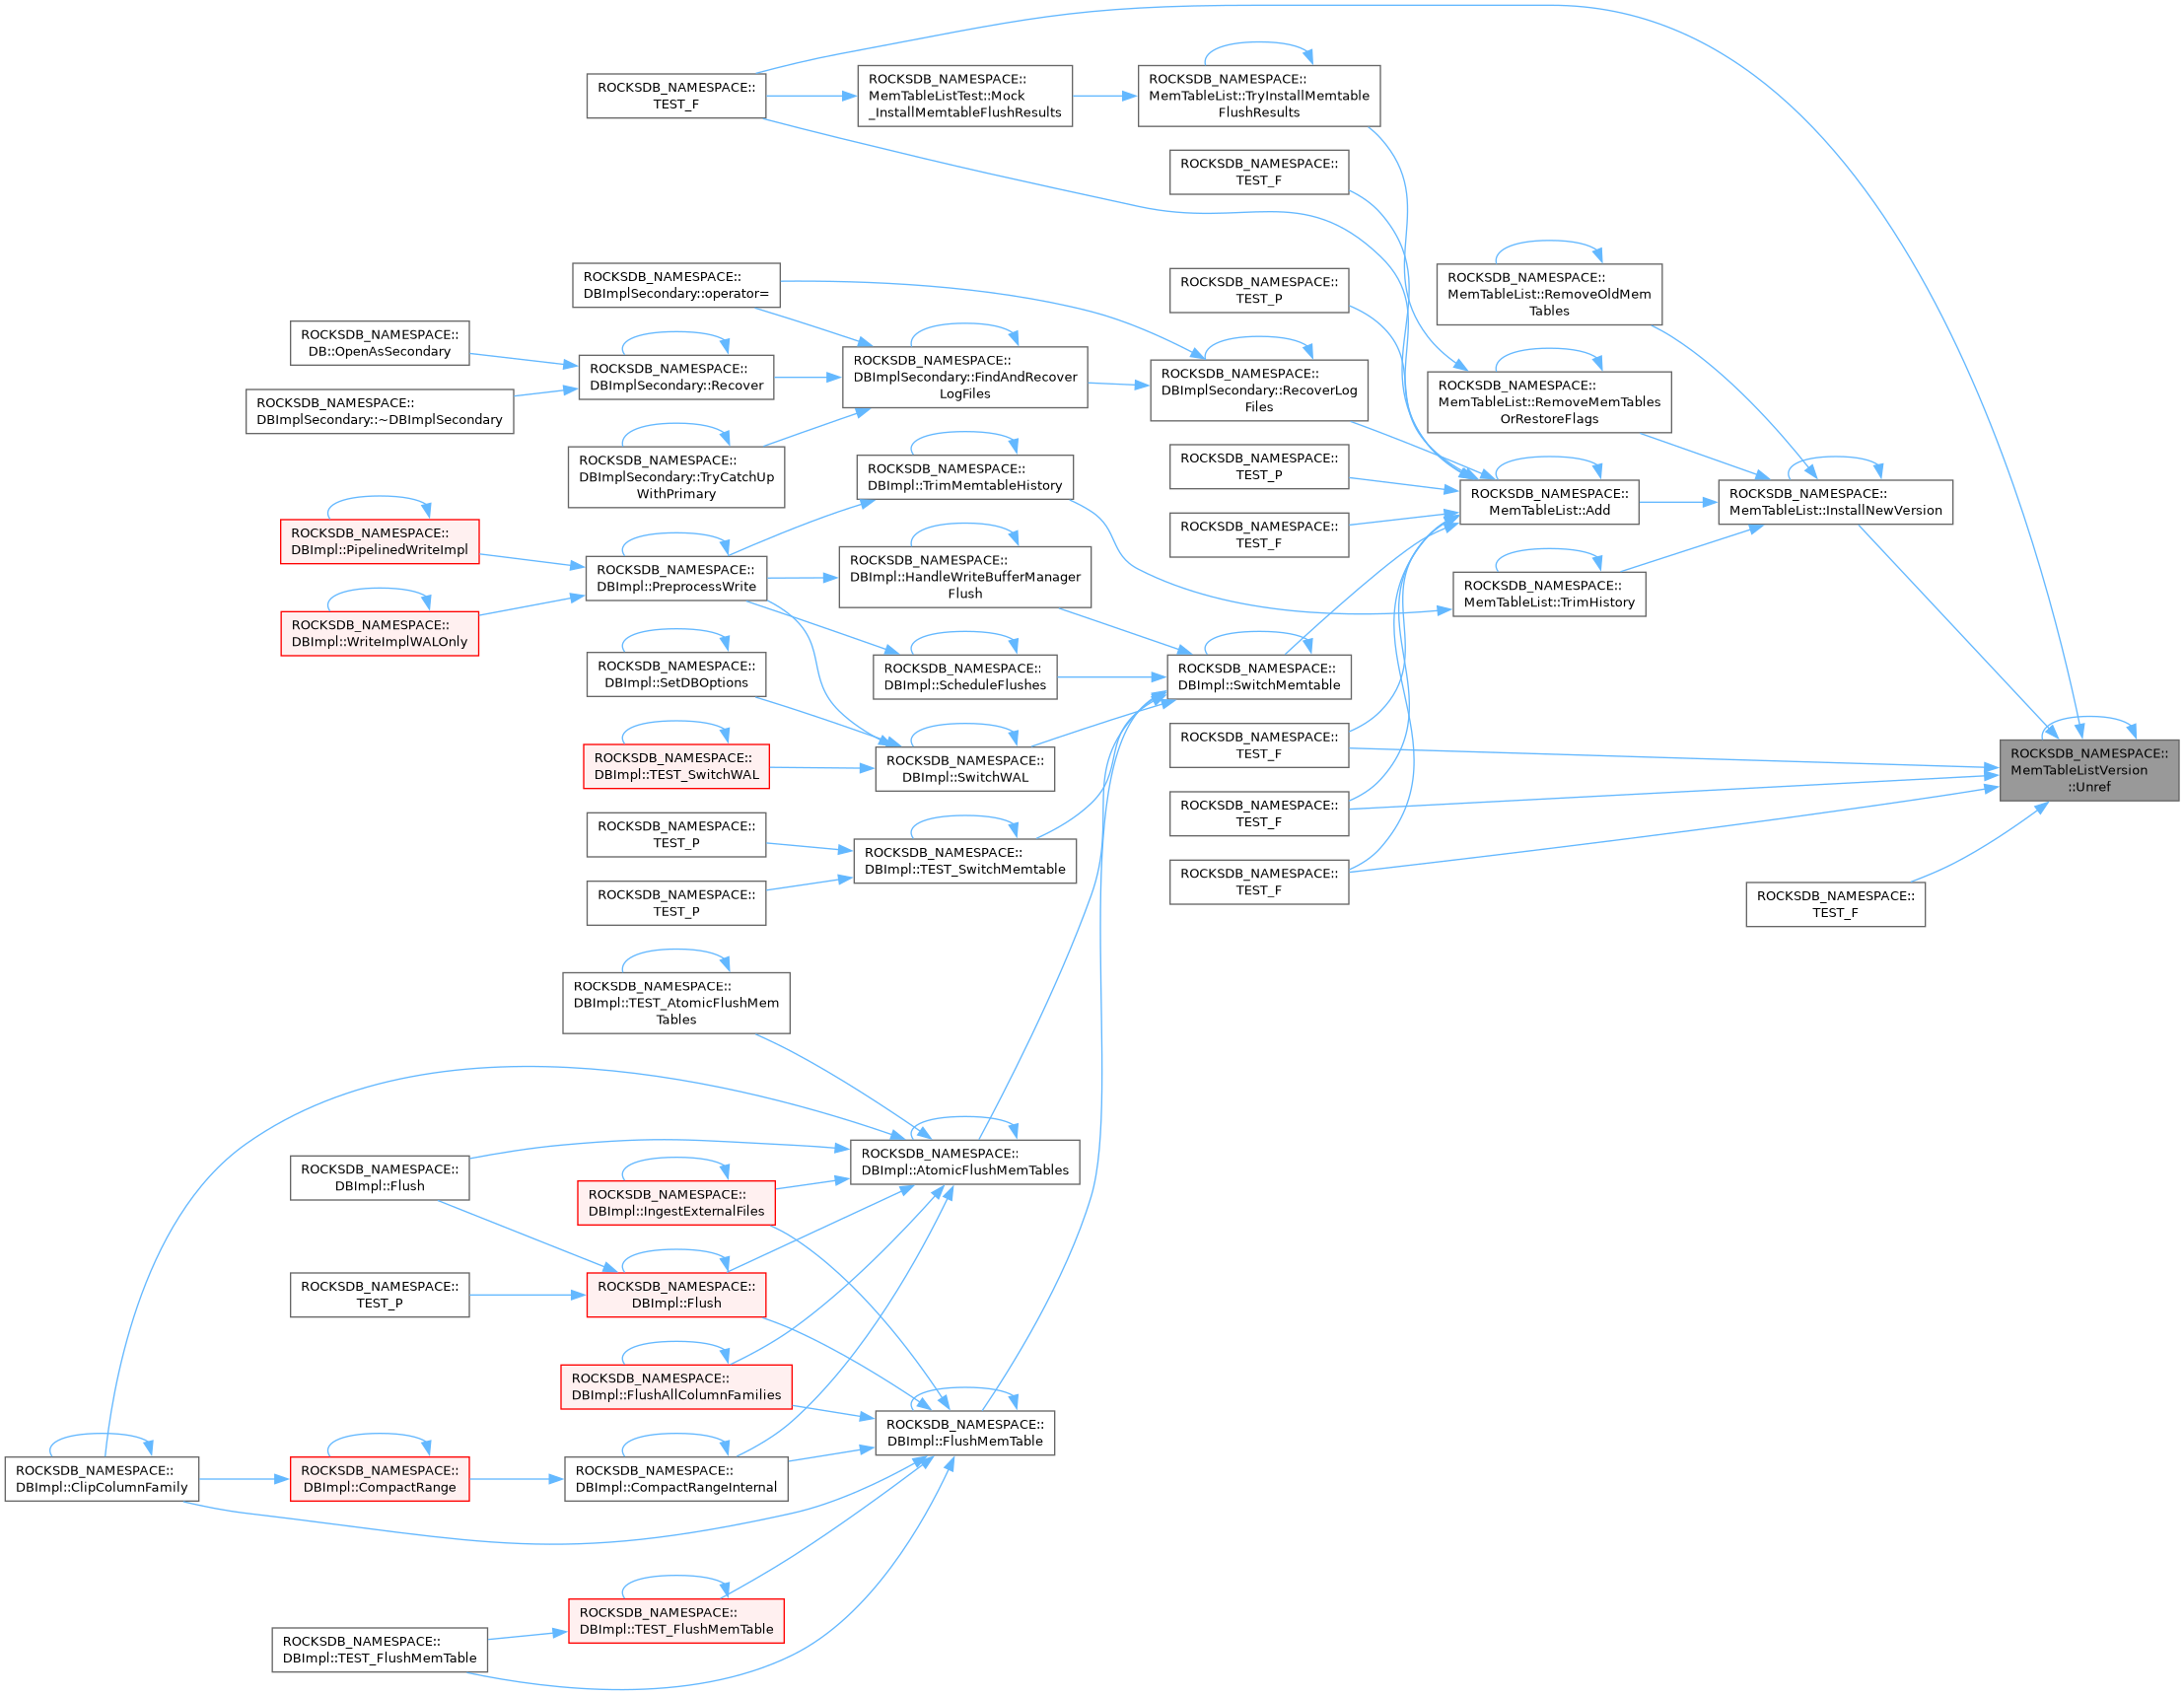 ROCKSDB_NAMESPACE::
TEST_F
ROCKSDB_NAMESPACE::
MemTableListTest::Mock
_InstallMemtableFlushResults
ROCKSDB_NAMESPACE::
MemTableList::TryInstallMemtable
FlushResults
ROCKSDB_NAMESPACE::
TEST_F
ROCKSDB_NAMESPACE::
MemTableList::RemoveOldMem
Tables
ROCKSDB_NAMESPACE::
DBImplSecondary::operator=
ROCKSDB_NAMESPACE::
TEST_P
ROCKSDB_NAMESPACE::
DB::OpenAsSecondary
ROCKSDB_NAMESPACE::
DBImplSecondary::Recover
ROCKSDB_NAMESPACE::
DBImplSecondary::FindAndRecover
LogFiles
ROCKSDB_NAMESPACE::
DBImplSecondary::RecoverLog
Files
ROCKSDB_NAMESPACE::
MemTableList::RemoveMemTables
OrRestoreFlags
ROCKSDB_NAMESPACE::
DBImplSecondary::~DBImplSecondary
ROCKSDB_NAMESPACE::
DBImplSecondary::TryCatchUp
WithPrimary
ROCKSDB_NAMESPACE::
DBImpl::TrimMemtableHistory
ROCKSDB_NAMESPACE::
TEST_P
ROCKSDB_NAMESPACE::
MemTableList::Add
ROCKSDB_NAMESPACE::
MemTableList::InstallNewVersion
ROCKSDB_NAMESPACE::
DBImpl::PipelinedWriteImpl
ROCKSDB_NAMESPACE::
TEST_F
ROCKSDB_NAMESPACE::
DBImpl::PreprocessWrite
ROCKSDB_NAMESPACE::
DBImpl::HandleWriteBufferManager
Flush
ROCKSDB_NAMESPACE::
MemTableList::TrimHistory
ROCKSDB_NAMESPACE::
DBImpl::WriteImplWALOnly
ROCKSDB_NAMESPACE::
DBImpl::SetDBOptions
ROCKSDB_NAMESPACE::
DBImpl::ScheduleFlushes
ROCKSDB_NAMESPACE::
DBImpl::SwitchMemtable
ROCKSDB_NAMESPACE::
DBImpl::TEST_SwitchWAL
ROCKSDB_NAMESPACE::
DBImpl::SwitchWAL
ROCKSDB_NAMESPACE::
TEST_F
ROCKSDB_NAMESPACE::
MemTableListVersion
::Unref
ROCKSDB_NAMESPACE::
TEST_F
ROCKSDB_NAMESPACE::
TEST_P
ROCKSDB_NAMESPACE::
DBImpl::TEST_SwitchMemtable
ROCKSDB_NAMESPACE::
TEST_F
ROCKSDB_NAMESPACE::
TEST_P
ROCKSDB_NAMESPACE::
TEST_F
ROCKSDB_NAMESPACE::
DBImpl::TEST_AtomicFlushMem
Tables
ROCKSDB_NAMESPACE::
DBImpl::AtomicFlushMemTables
ROCKSDB_NAMESPACE::
DBImpl::Flush
ROCKSDB_NAMESPACE::
DBImpl::IngestExternalFiles
ROCKSDB_NAMESPACE::
TEST_P
ROCKSDB_NAMESPACE::
DBImpl::Flush
ROCKSDB_NAMESPACE::
DBImpl::FlushAllColumnFamilies
ROCKSDB_NAMESPACE::
DBImpl::FlushMemTable
ROCKSDB_NAMESPACE::
DBImpl::ClipColumnFamily
ROCKSDB_NAMESPACE::
DBImpl::CompactRange
ROCKSDB_NAMESPACE::
DBImpl::CompactRangeInternal
ROCKSDB_NAMESPACE::
DBImpl::TEST_FlushMemTable
ROCKSDB_NAMESPACE::
DBImpl::TEST_FlushMemTable